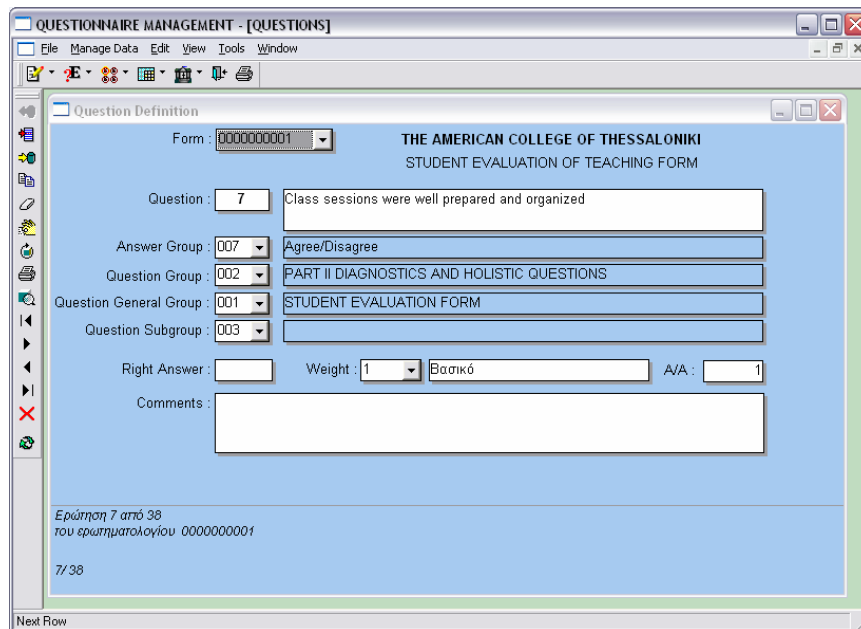 QUESTIONNAIRE MANAGEMENT - [QUESTIONS]
File Manage Data Edit View Tools Window
Question Definition
Form : 0000000001 THE AMERICAN COLLEGE OF THESSALONIKI
STUDENT EVALUATION OF TEACHING FORM
Question : 7 Class sessions were well prepared and organized
Answer Group : 007 Agree/Disagree
Question Group : 002 PART II DIAGNOSTICS AND HOLISTIC QUESTIONS
Question General Group : 001 STUDENT EVALUATION FORM
Question Subgroup : 003
Right Answer : Weight : 1 Βασικό A/A : 1
Comments :
Ερώτηση 7 από 38
του ερωτηματολογίου 0000000001
7/ 38
Next Row